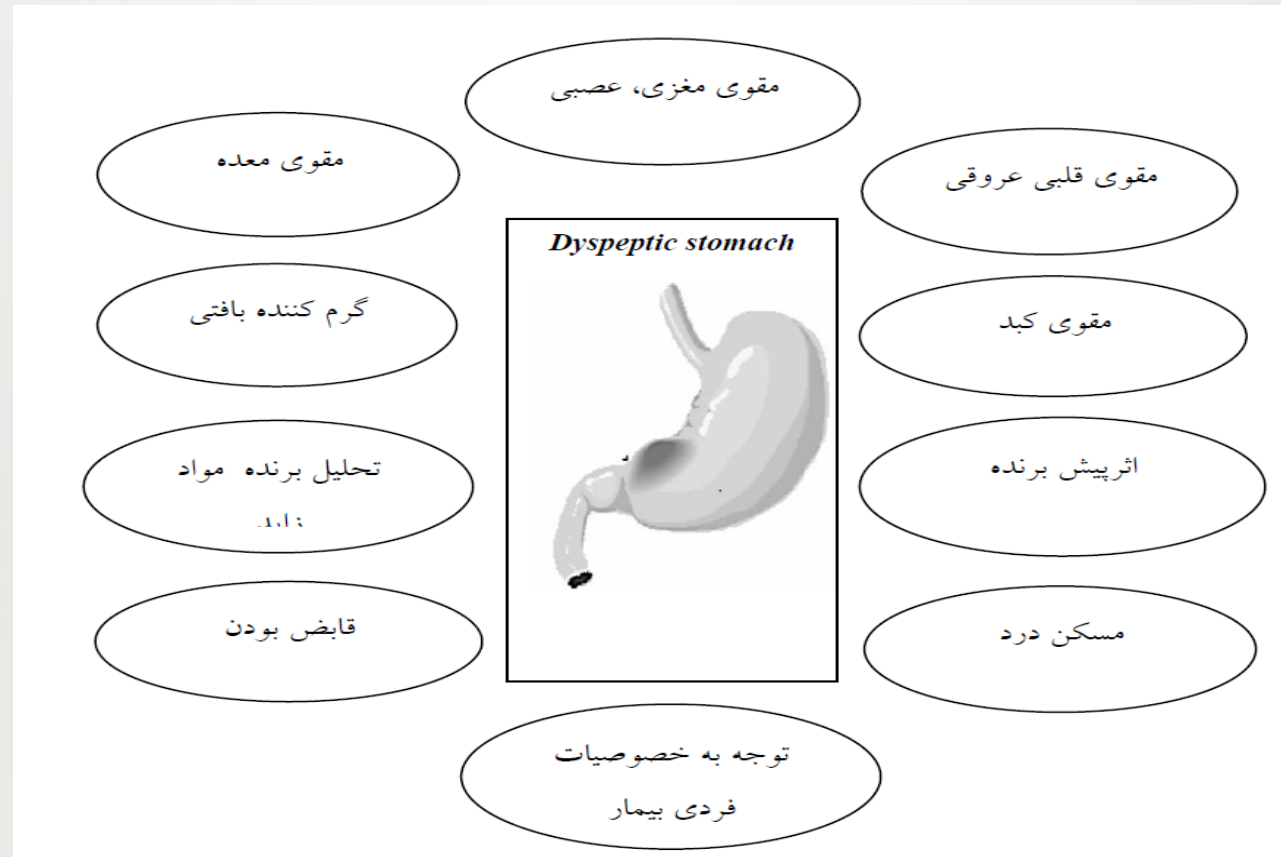 مقوی مغزی، عصبی
مقوی قلبی عروقی
مقوی معده
Dyspeptic stomach
گرم کننده بافتی
مقوی کبد
تحلیل برنده مواد
زاید
اثرپیش برنده
قابض بودن
مسکن درد
توجه به خصوصیات
فردی بیمار